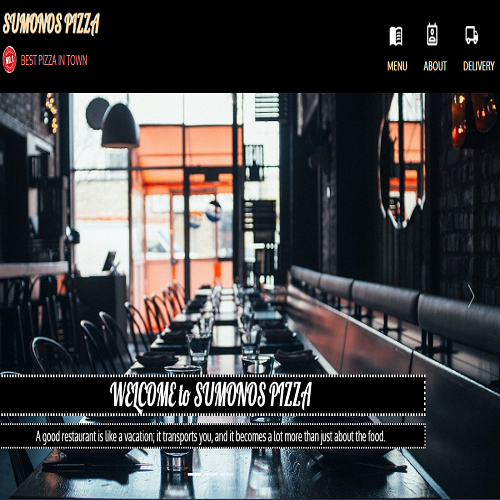 SUMONOS PIZZA
NO.1 BEST PIZZA IN TOWN
MENU ABOUT DELIVERY
WELCOME to SUMONOS PIZZA
A good restaurant is like a vacation; it transports you, and it becomes a lot more than just about the food.